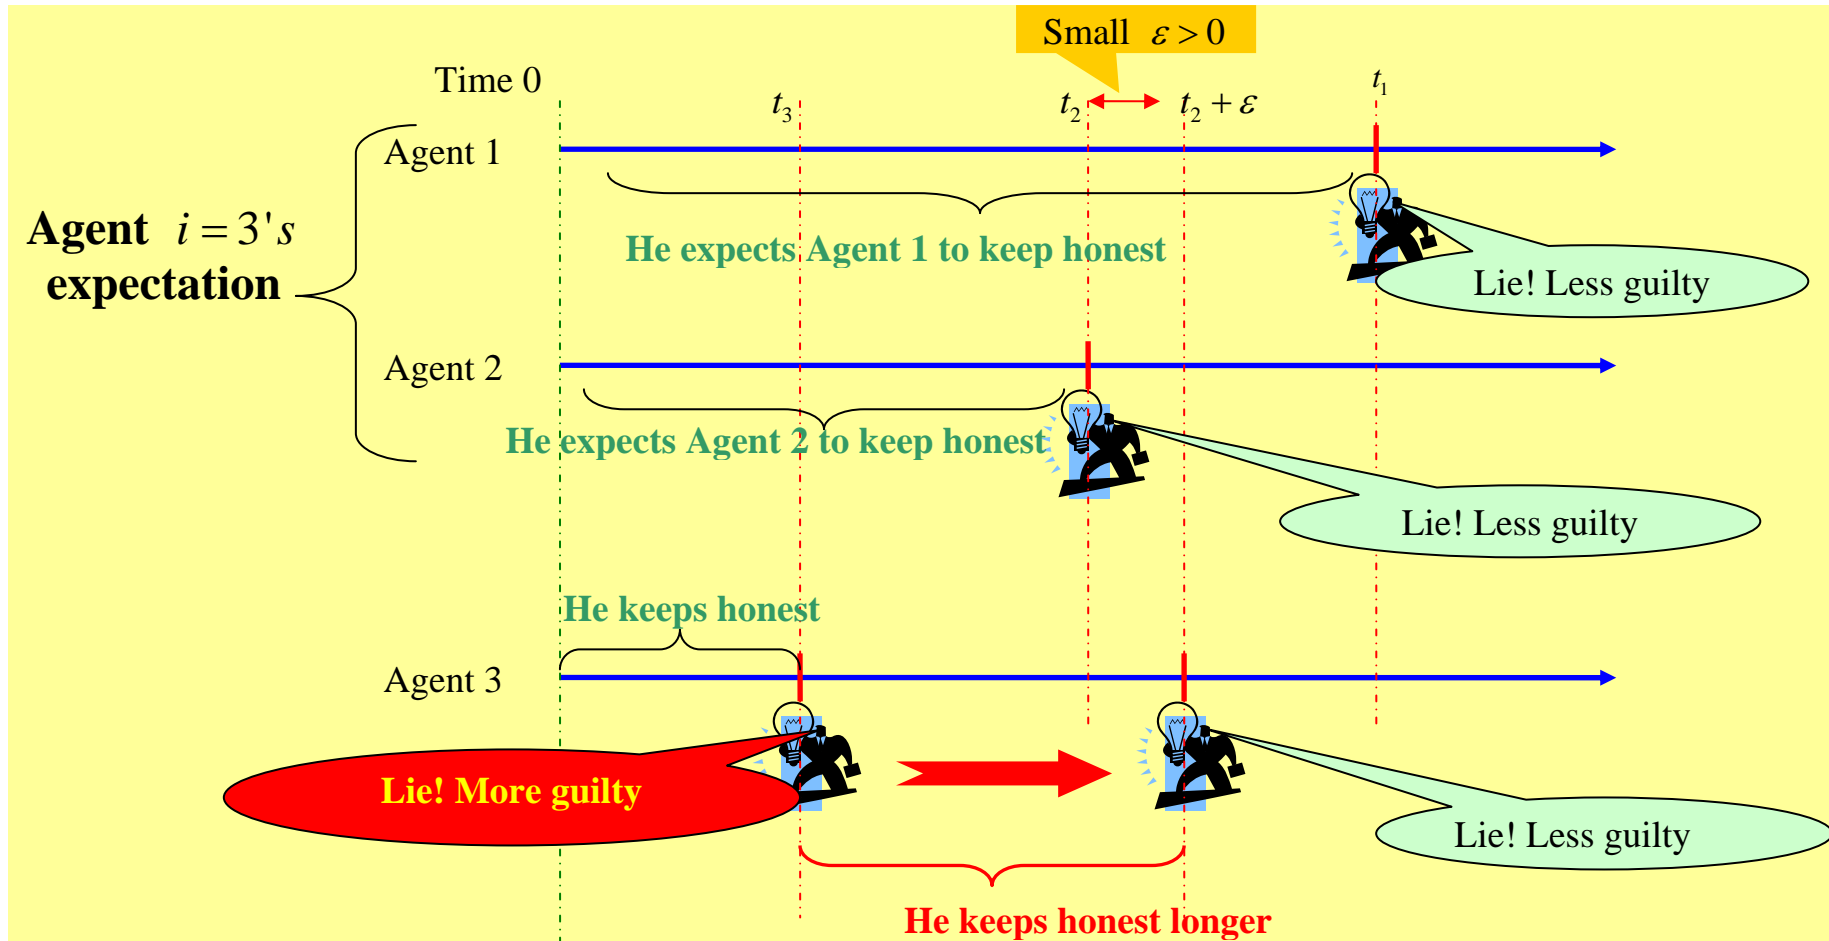 Small ε > 0
Time 0
t₃
t₂
t₂ + ε
t₁
Agent 1
Agent i = 3's
expectation
He expects Agent 1 to keep honest
Lie! Less guilty
Agent 2
He expects Agent 2 to keep honest
Lie! Less guilty
He keeps honest
Agent 3
Lie! More guilty
Lie! Less guilty
He keeps honest longer